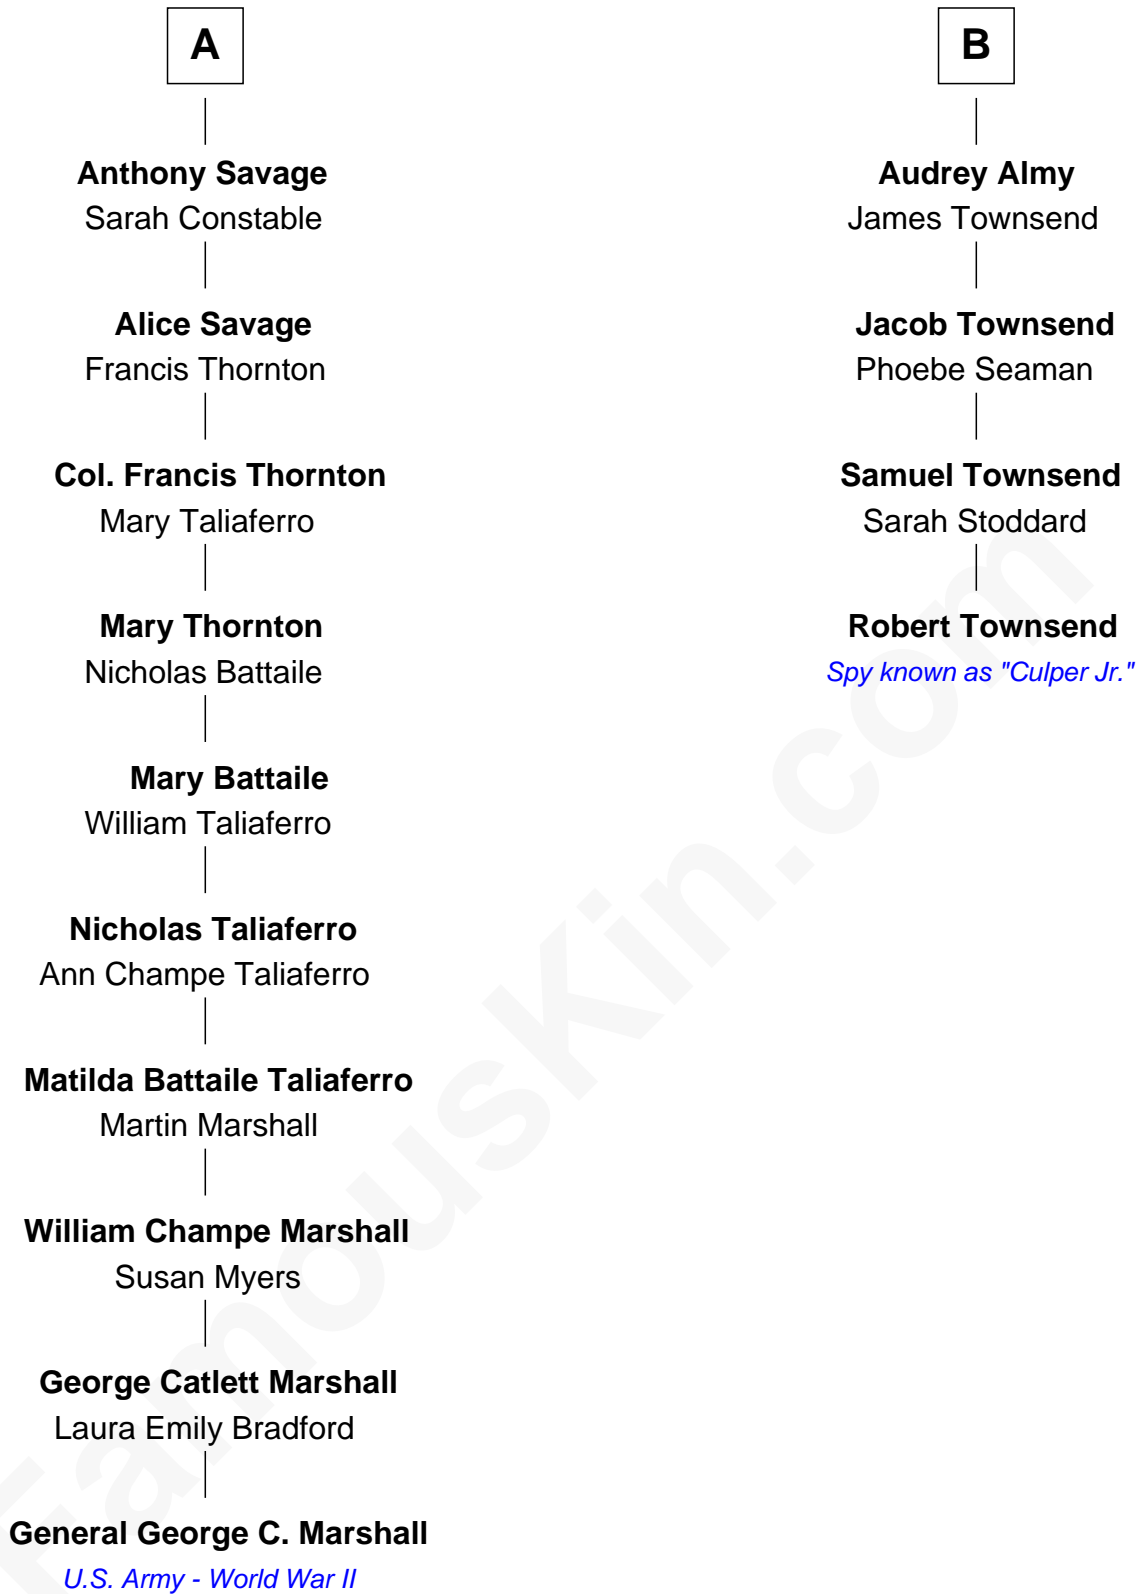 A
Anthony Savage
Sarah Constable
Alice Savage
Francis Thornton
Col. Francis Thornton
Mary Taliaferro
Mary Thornton
Nicholas Battaile
Mary Battaile
William Taliaferro
Nicholas Taliaferro
Ann Champe Taliaferro
Matilda Battaile Taliaferro
Martin Marshall
William Champe Marshall
Susan Myers
George Catlett Marshall
Laura Emily Bradford
General George C. Marshall
U.S. Army - World War II
B
Audrey Almy
James Townsend
Jacob Townsend
Phoebe Seaman
Samuel Townsend
Sarah Stoddard
Robert Townsend
Spy known as "Culper Jr."
FamousKin.com